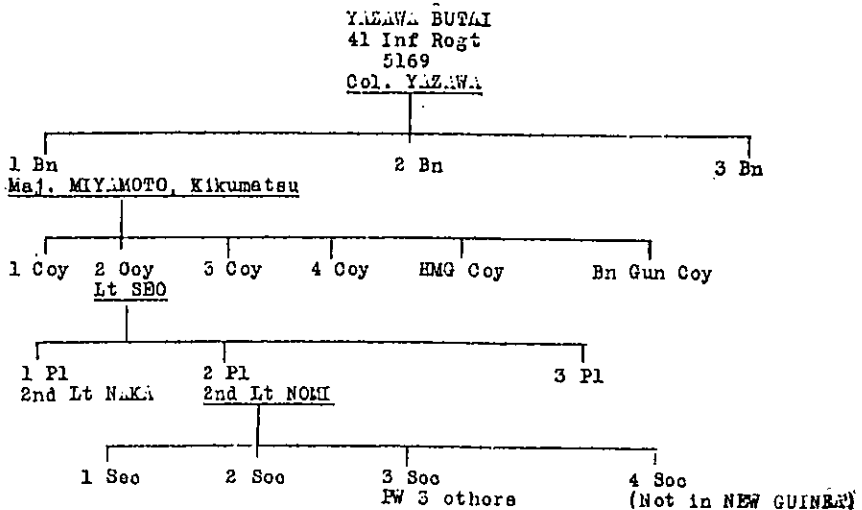 YAZAWA BUTAI
41 Inf Regt
5169
Col. YAZAWA
1 Bn 2 Bn 3 Bn
Maj. MIYAMOTO, Kikumatsu
1 Coy 2 Coy 3 Coy 4 Coy HMG Coy Bn Gun Coy
Lt SEO
1 Pl 2 Pl 3 Pl
2nd Lt NAKA 2nd Lt NOMI
1 Sec 2 Sec 3 Sec 4 Sec
PW 3 others (Not in NEW GUINEA)